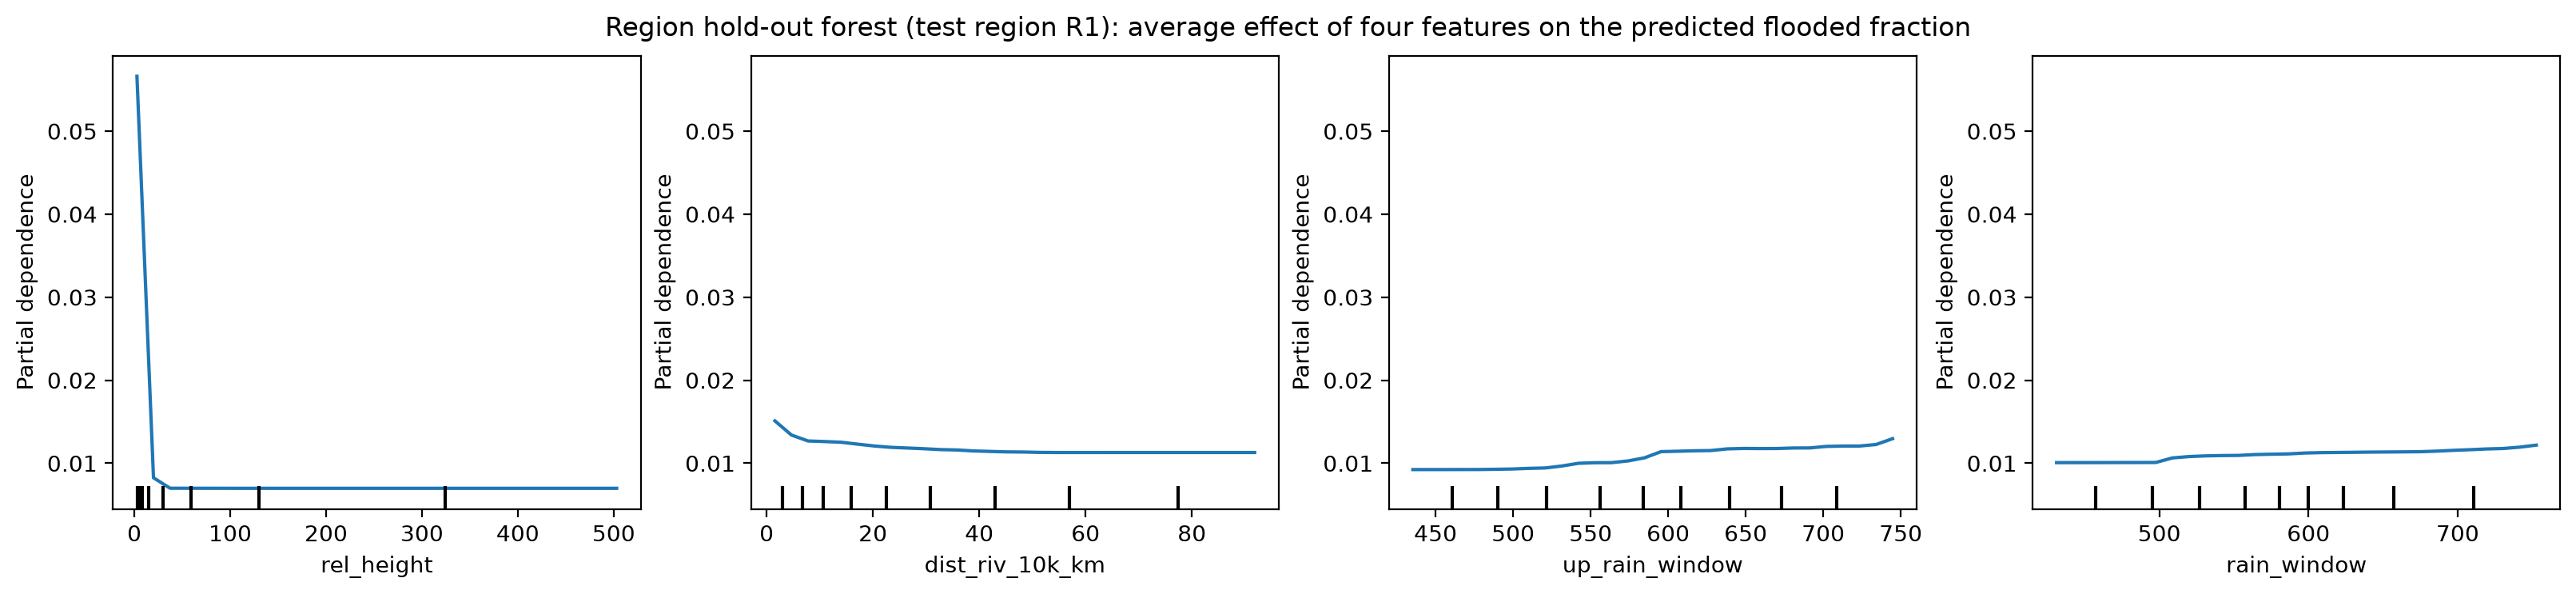 Region hold-out forest (test region R1): average effect of four features on the predicted flooded fraction
Partial dependence
0.05
0.04
0.03
0.02
0.01
0 100 200 300 400 500
rel_height
Partial dependence
0.05
0.04
0.03
0.02
0.01
0 20 40 60 80
dist_riv_10k_km
Partial dependence
0.05
0.04
0.03
0.02
0.01
450 500 550 600 650 700 750
up_rain_window
Partial dependence
0.05
0.04
0.03
0.02
0.01
500 600 700
rain_window